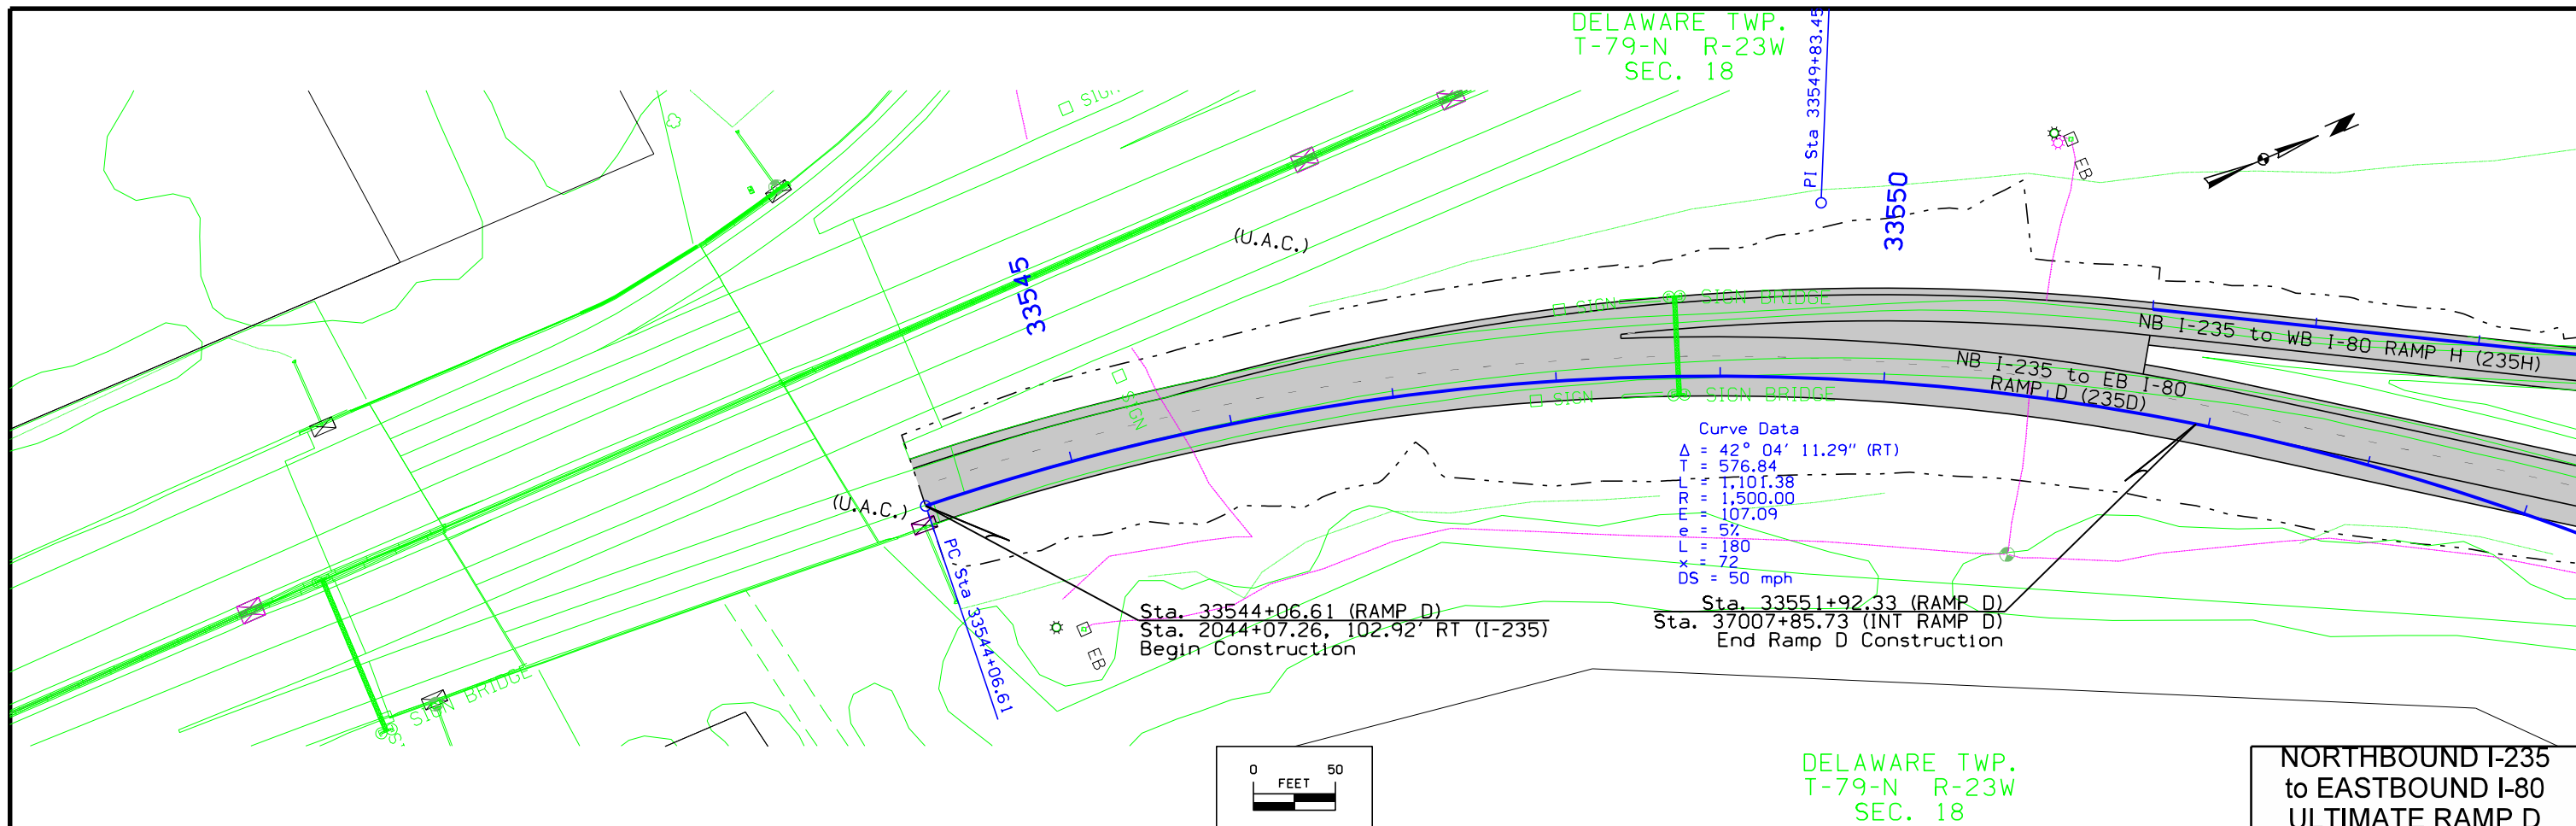 DELAWARE TWP.
T-79-N R-23W
SEC. 18
PI Sta 33549+83.45
SIGN
EB
33550
33545
(U.A.C.)
SIGN
SIGN BRIDGE
NB I-235 to WB I-80 RAMP H (235H)
NB I-235 to EB I-80
RAMP D (235D)
SIGN
SIGN
SIGN BRIDGE
Curve Data
Δ = 42° 04' 11.29" (RT)
T = 576.84
L = 1,101.38
R = 1,500.00
E = 107.09
e = 5%
L = 180
x = 72
DS = 50 mph
(U.A.C.)
PC Sta 33544+06.61
Sta. 33544+06.61 (RAMP D)
Sta. 2044+07.26, 102.92' RT (I-235)
Begin Construction
Sta. 33551+92.33 (RAMP D)
Sta. 37007+85.73 (INT RAMP D)
End Ramp D Construction
EB
SIGN BRIDGE
0 50
FEET
DELAWARE TWP.
T-79-N R-23W
SEC. 18
NORTHBOUND I-235
to EASTBOUND I-80
ULTIMATE RAMP D